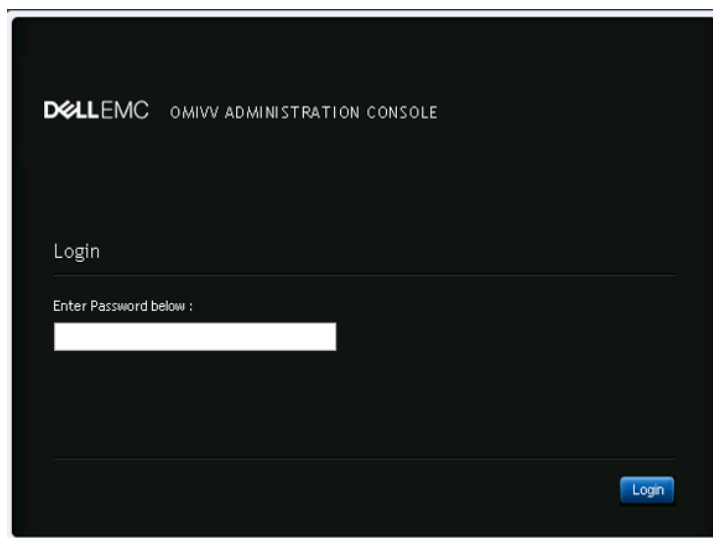 DELLEMC OMIVV ADMINISTRATION CONSOLE
Login
Enter Password below :
Login